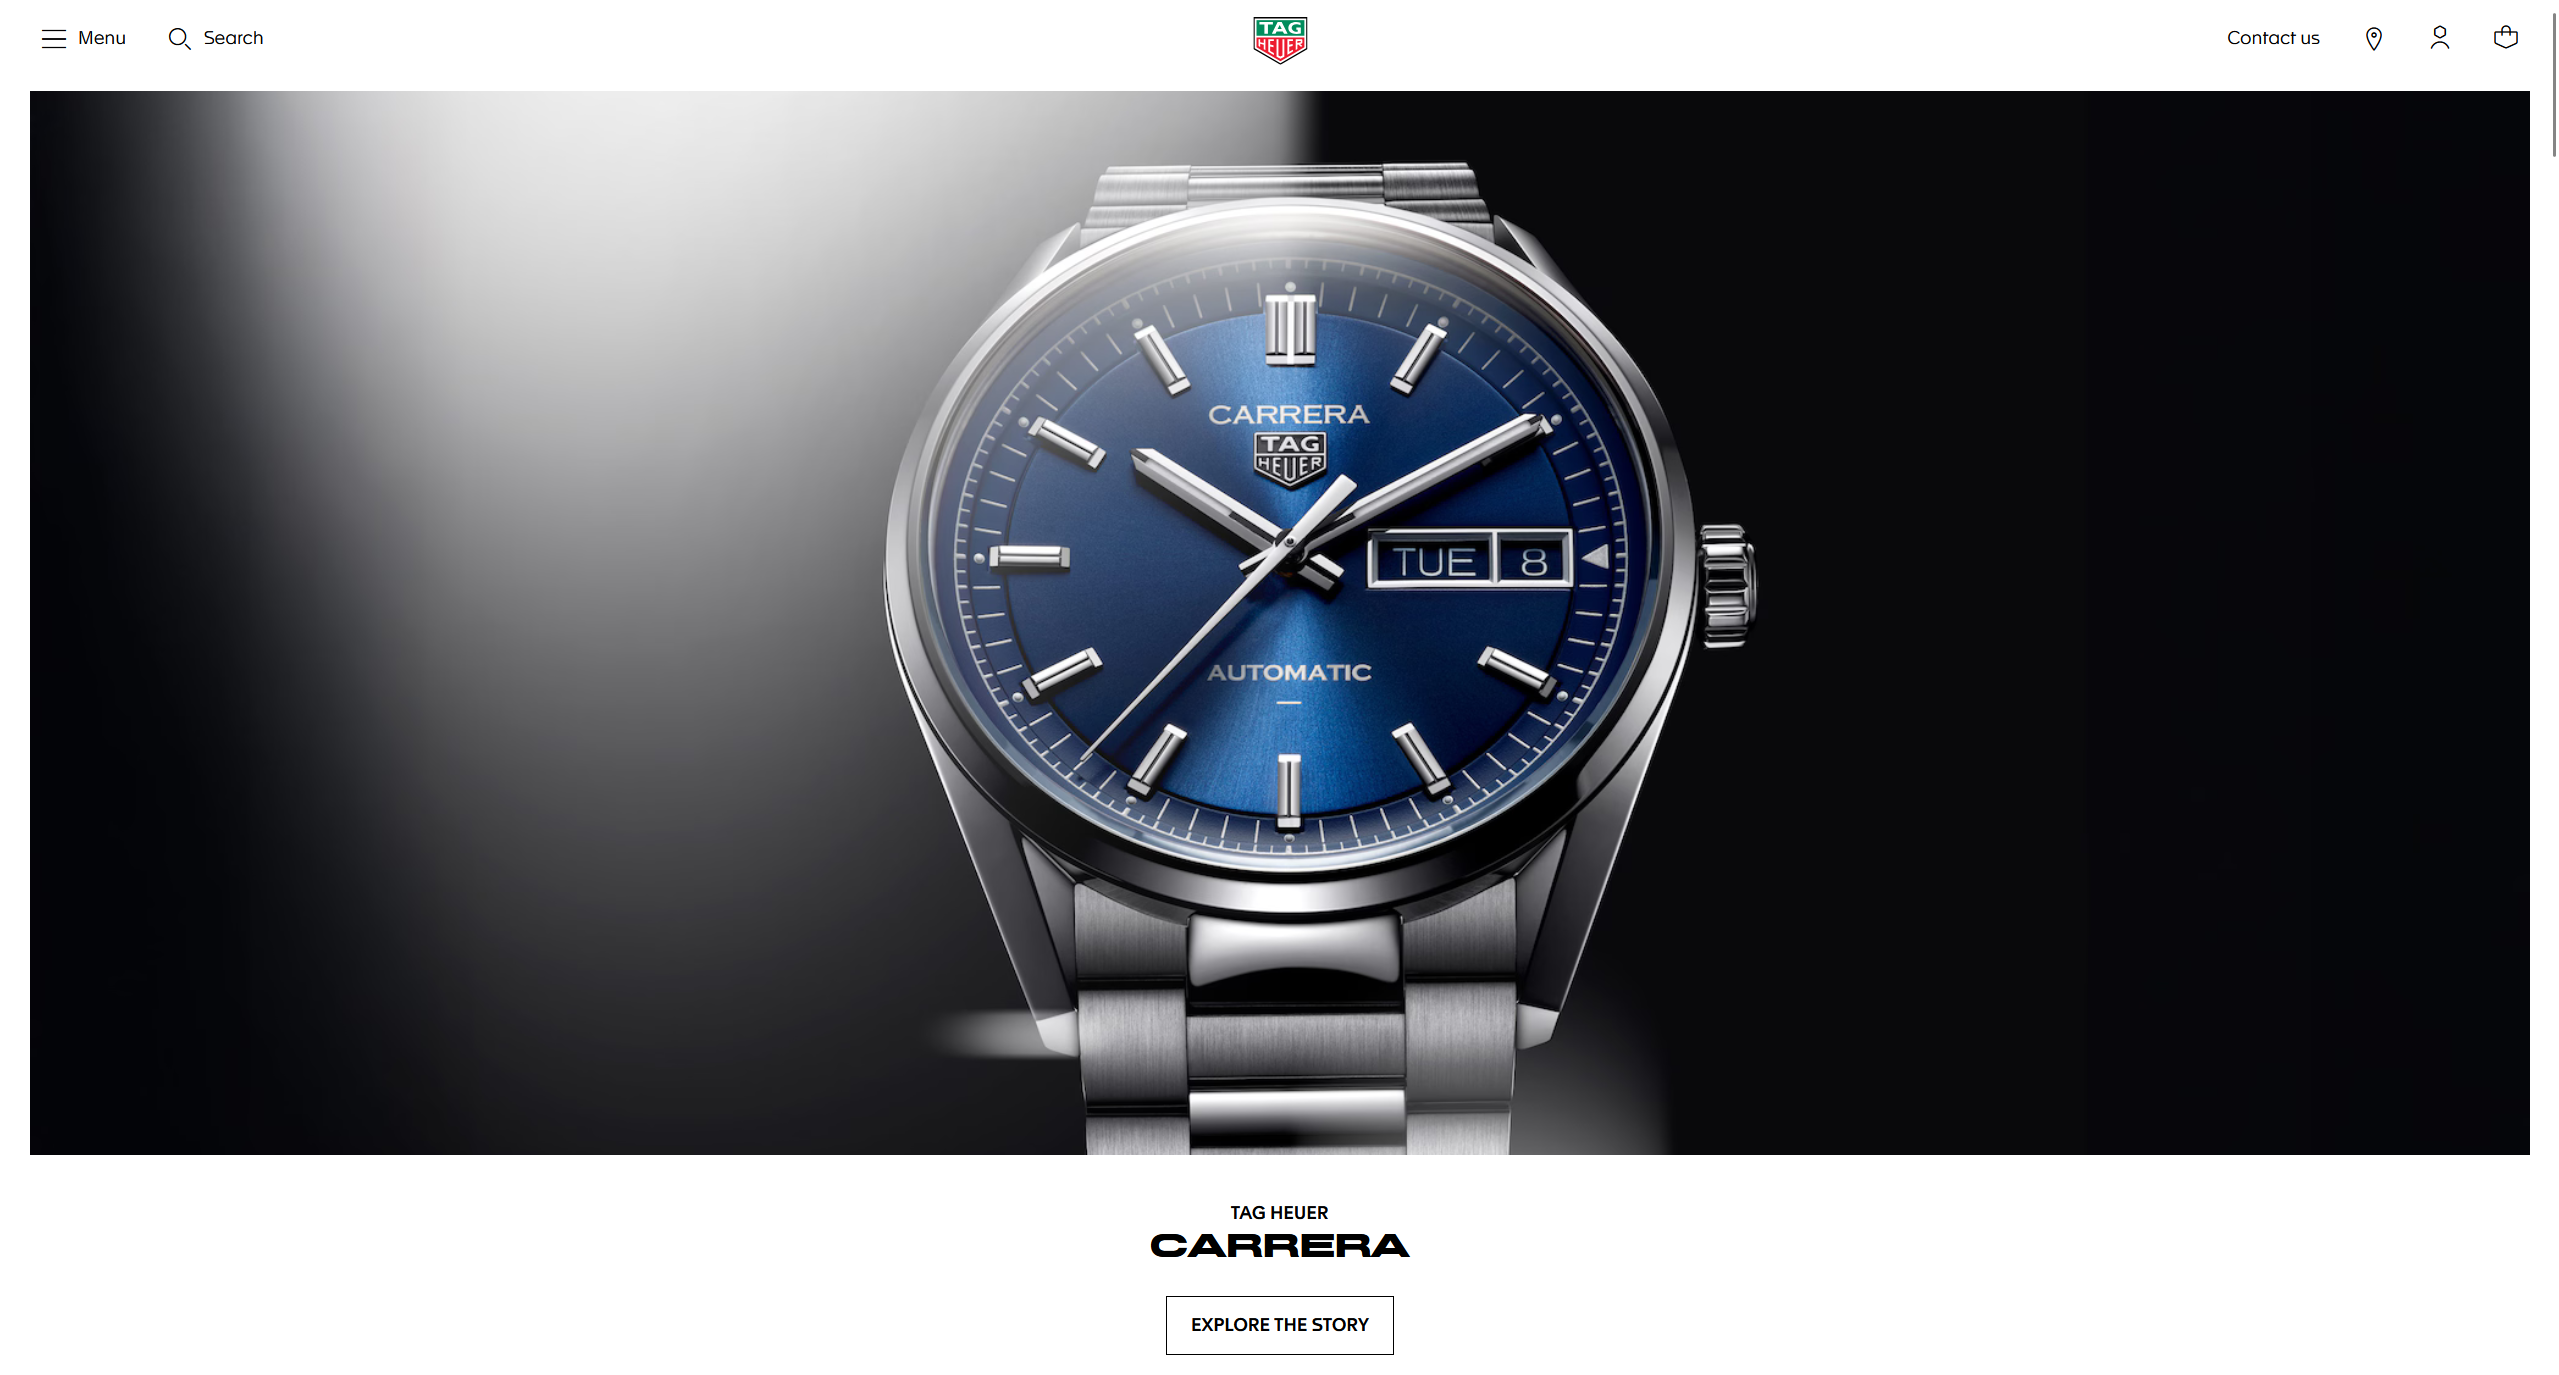 Menu
Search
TAG
HEUER
Contact us
CARRERA
TAG
HEUER
TUE 8
AUTOMATIC
TAG HEUER
CARRERA
EXPLORE THE STORY